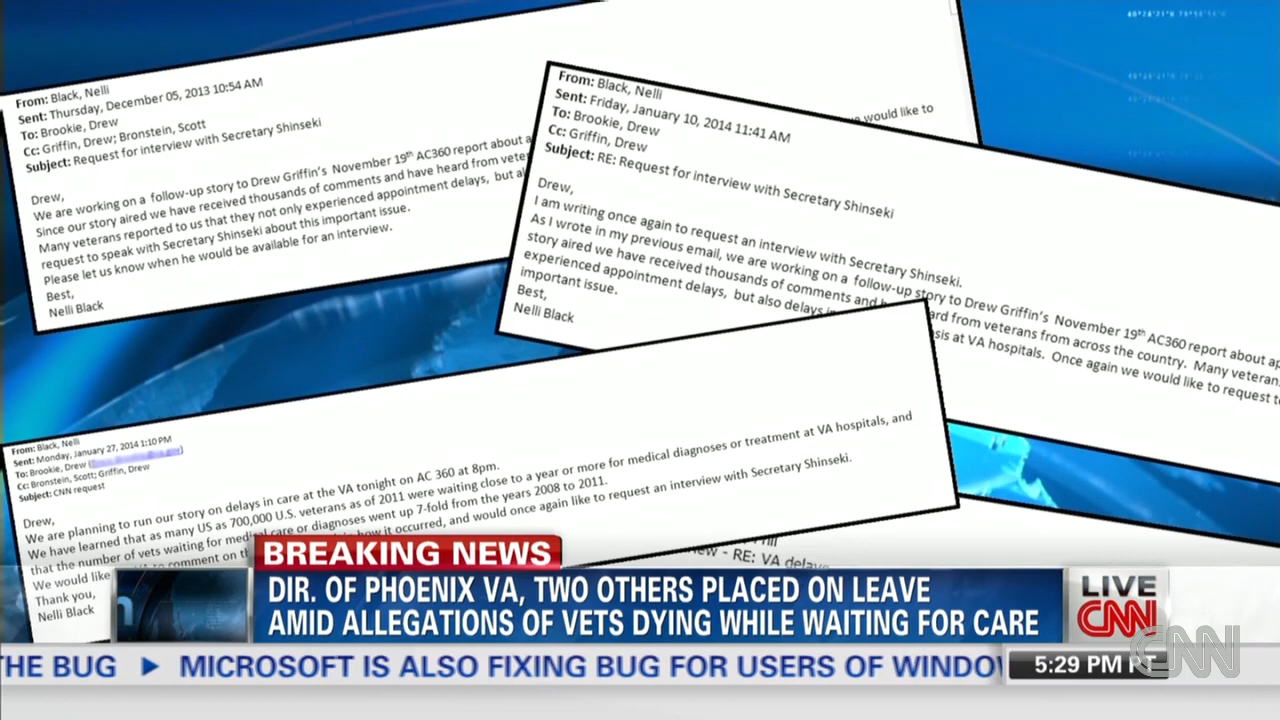 From: Black, Nelli
Sent: Thursday, December 05, 2013 10:54 AM
To: Brookie, Drew
Cc: Griffin, Drew; Bronstein, Scott
Subject: Request for interview with Secretary Shinseki
Drew,
We are working on a follow-up story to Drew Griffin's November 19th AC360 report about a
Since our story aired we have received thousands of comments and have heard from veter
Many veterans reported to us that they not only experienced appointment delays, but al
request to speak with Secretary Shinseki about this important issue.
Please let us know when he would be available for an interview.
Best,
Nelli Black
would like to
From: Black, Nelli
Sent: Friday, January 10, 2014 11:41 AM
To: Brookie, Drew
Cc: Griffin, Drew
Subject: RE: Request for interview with Secretary Shinseki
Drew,
I am writing once again to request an interview with Secretary Shinseki.
As I wrote in my previous email, we are working on a follow-up story to Drew Griffin's November 19th AC360 report about ap
story aired we have received thousands of comments and heard from veterans from across the country. Many veteran
experienced appointment delays, but also delays in sis at VA hospitals. Once again we would like to request t
important issue.
Best,
Nelli Black
From: Black, Nelli
Sent: Monday, January 27, 2014 1:10 PM
To: Brookie, Drew
Cc: Bronstein, Scott; Griffin, Drew
Subject: CNN request
Drew,
We are planning to run our story on delays in care at the VA tonight on AC 360 at 8pm.
We have learned that as many US as 700,000 U.S. veterans as of 2011 were waiting close to a year or more for medical diagnoses or treatment at VA hospitals, and
that the number of vets waiting for medical care or diagnoses went up 7-fold from the years 2008 to 2011.
We would like to comment on th how it occurred, and would once again like to request an interview with Secretary Shinseki.
Thank you,
Nelli Black
- RE: VA delays
BREAKING NEWS
DIR. OF PHOENIX VA, TWO OTHERS PLACED ON LEAVE
AMID ALLEGATIONS OF VETS DYING WHILE WAITING FOR CARE
LIVE
CNN
CNN
THE BUG ▶ MICROSOFT IS ALSO FIXING BUG FOR USERS OF WINDOW
5:29 PM PT